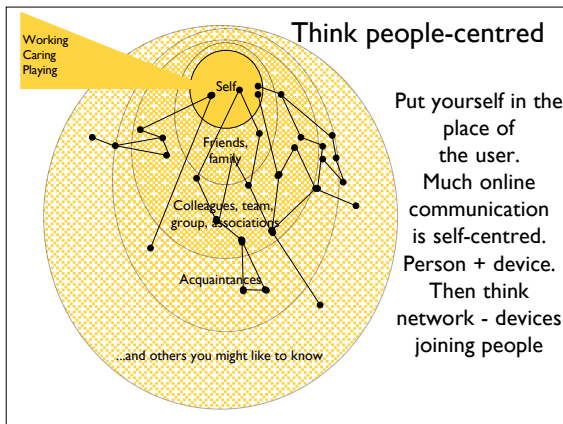 Think people-centred
Working
Caring
Playing
Self
Friends,
family
Colleagues, team,
group, associations
Acquaintances
...and others you might like to know
Put yourself in the
place of
the user.
Much online
communication
is self-centred.
Person + device.
Then think
network - devices
joining people